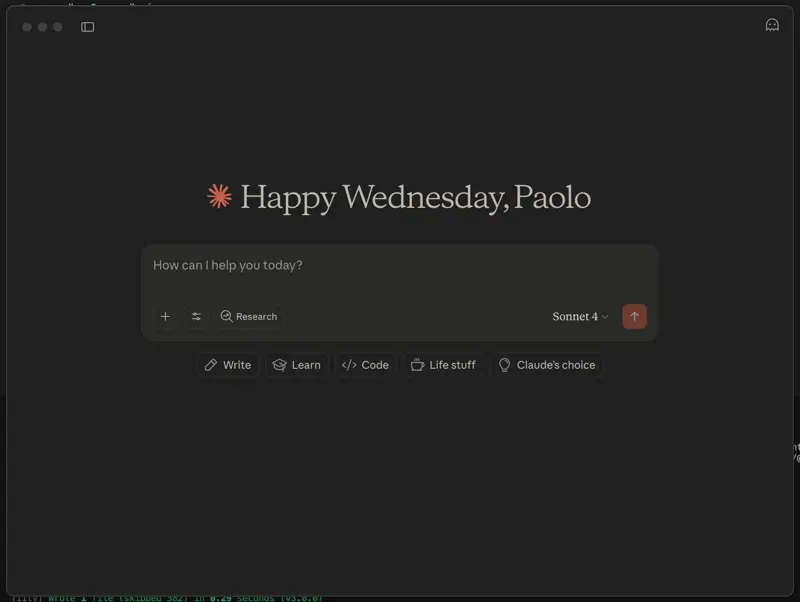 Happy Wednesday, Paolo
How can I help you today?
Research
Sonnet 4
Write
Learn
</> Code
Life stuff
Claude's choice
[11ty] Wrote 1 file (skipped 382) in 0.29 seconds (v3.0.0)